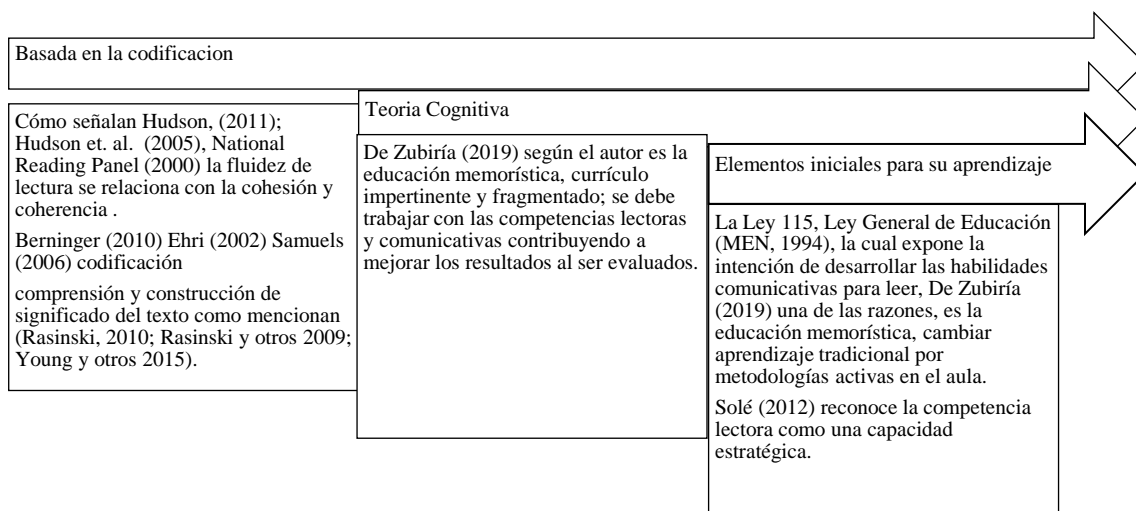 Basada en la codificacion
Cómo señalan Hudson, (2011);
Hudson et. al.  (2005), National
Reading Panel (2000) la fluidez de
lectura se relaciona con la cohesión y
coherencia .
Berninger (2010) Ehri (2002) Samuels
(2006) codificación
comprensión y construcción de
significado del texto como mencionan
(Rasinski, 2010; Rasinski y otros 2009;
Young y otros 2015).
Teoria Cognitiva
De Zubiría (2019) según el autor es la
educación memorística, currículo
impertinente y fragmentado; se debe
trabajar con las competencias lectoras
y comunicativas contribuyendo a
mejorar los resultados al ser evaluados.
Elementos iniciales para su aprendizaje
La Ley 115, Ley General de Educación
(MEN, 1994), la cual expone la
intención de desarrollar las habilidades
comunicativas para leer, De Zubiría
(2019) una de las razones, es la
educación memorística, cambiar
aprendizaje tradicional por
metodologías activas en el aula.
Solé (2012) reconoce la competencia
lectora como una capacidad
estratégica.